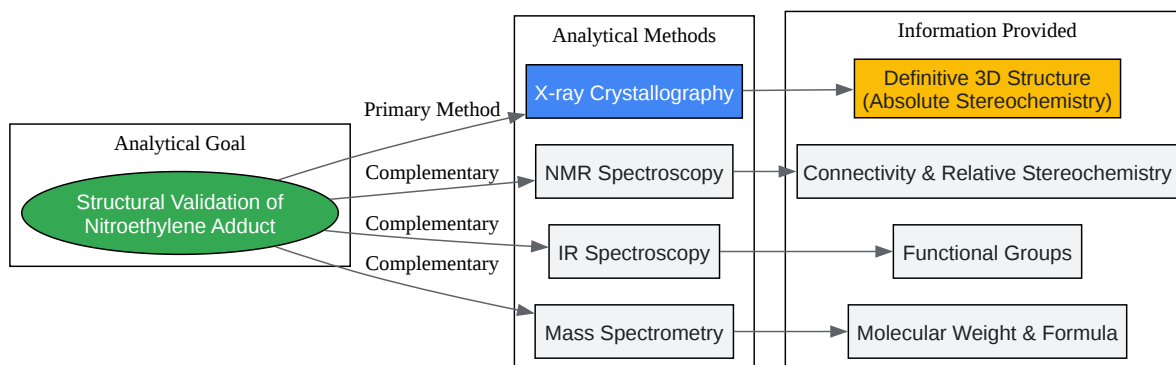 Analytical Goal
Structural Validation of
Nitroethylene Adduct
Primary Method
Complementary
Complementary
Complementary
Analytical Methods
X-ray Crystallography
NMR Spectroscopy
IR Spectroscopy
Mass Spectrometry
Information Provided
Definitive 3D Structure
(Absolute Stereochemistry)
Connectivity & Relative Stereochemistry
Functional Groups
Molecular Weight & Formula